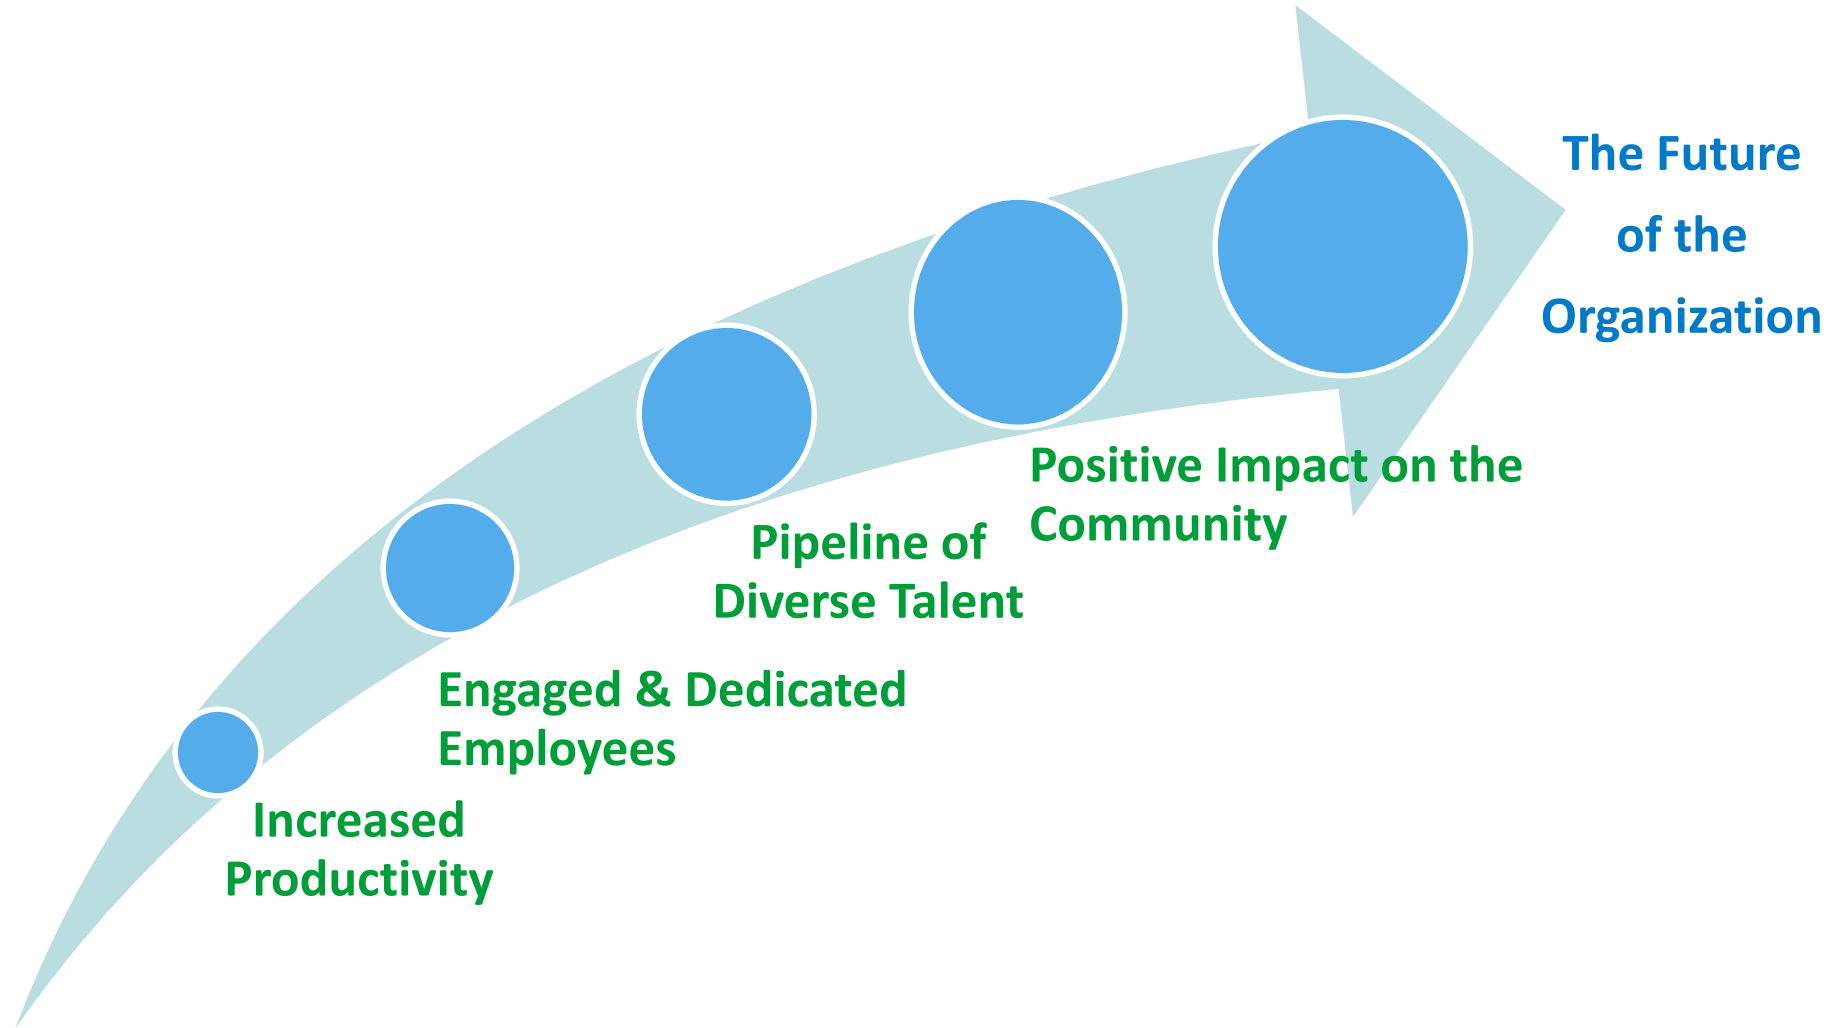 The Future
of the
Organization
Positive Impact on the
Community
Pipeline of
Diverse Talent
Engaged & Dedicated
Employees
Increased
Productivity